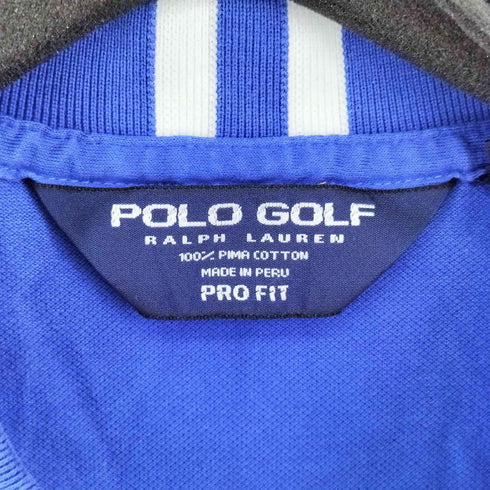 POLO GOLF
RALPH LAUREN
100% PIMA COTTON
MADE IN PERU
PRO FIT